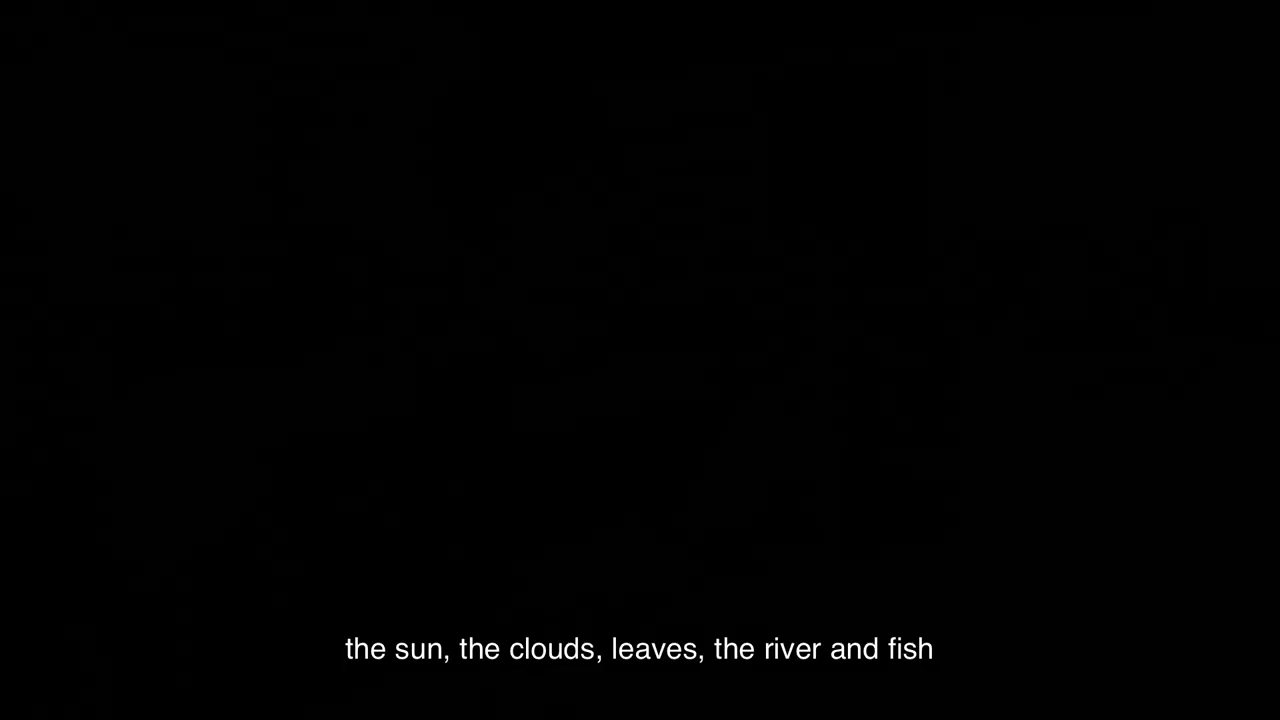 the sun, the clouds, leaves, the river and fish